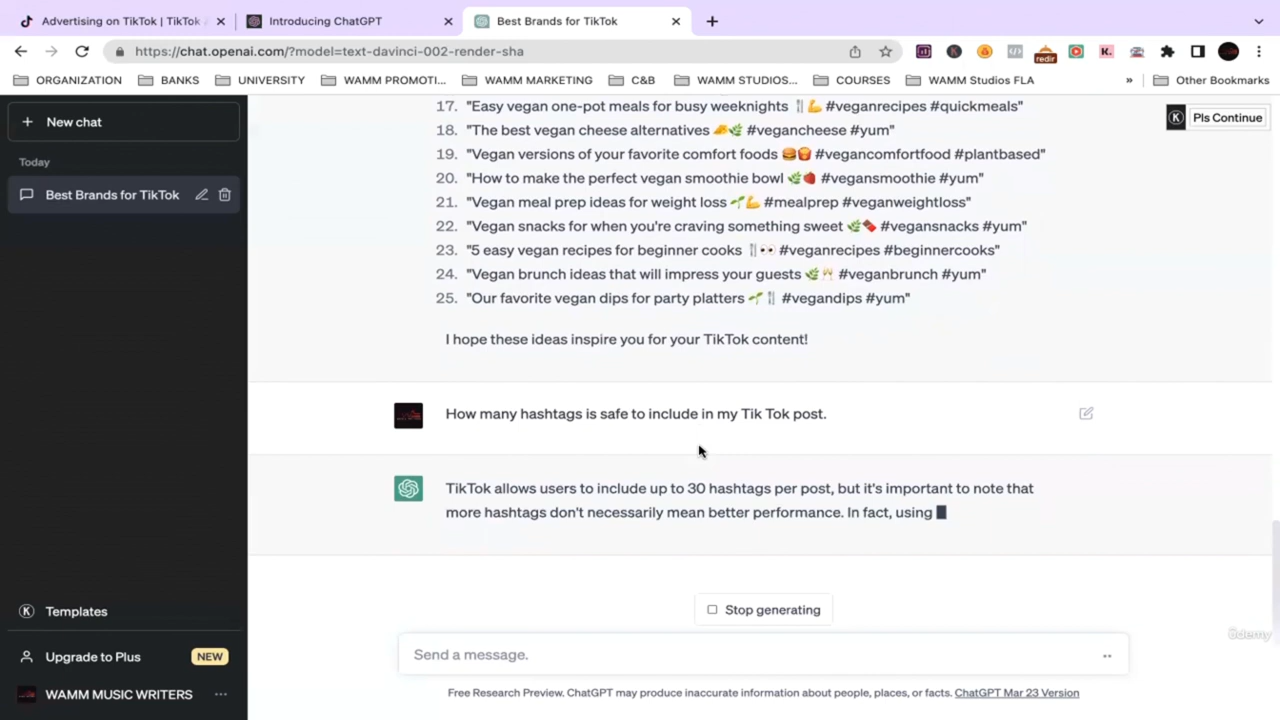 Advertising on TikTok | TikTok
Introducing ChatGPT
Best Brands for TikTok
https://chat.openai.com/?model=text-davinci-002-render-sha
redir
ORGANIZATION
BANKS
UNIVERSITY
WAMM PROMOTI...
WAMM MARKETING
C&B
WAMM STUDIOS...
COURSES
WAMM Studios FLA
»
Other Bookmarks
New chat
Today
Best Brands for TikTok
Pls Continue
17. "Easy vegan one-pot meals for busy weeknights 🍴💪 #veganrecipes #quickmeals"
18. "The best vegan cheese alternatives 🧀🌿 #vegancheese #yum"
19. "Vegan versions of your favorite comfort foods 🍔🍟 #vegancomfortfood #plantbased"
20. "How to make the perfect vegan smoothie bowl 🌿🍓 #vegansmoothie #yum"
21. "Vegan meal prep ideas for weight loss 🌱💪 #mealprep #veganweightloss"
22. "Vegan snacks for when you're craving something sweet 🌿🍫 #vegansnacks #yum"
23. "5 easy vegan recipes for beginner cooks 🍴👀 #veganrecipes #beginnercooks"
24. "Vegan brunch ideas that will impress your guests 🌿🥂 #veganbrunch #yum"
25. "Our favorite vegan dips for party platters 🌱🍴 #vegandips #yum"
I hope these ideas inspire you for your TikTok content!
How many hashtags is safe to include in my Tik Tok post.
TikTok allows users to include up to 30 hashtags per post, but it's important to note that
more hashtags don't necessarily mean better performance. In fact, using
Stop generating
Templates
Upgrade to Plus
NEW
WAMM MUSIC WRITERS
Send a message.
Free Research Preview. ChatGPT may produce inaccurate information about people, places, or facts. ChatGPT Mar 23 Version
ûdemy